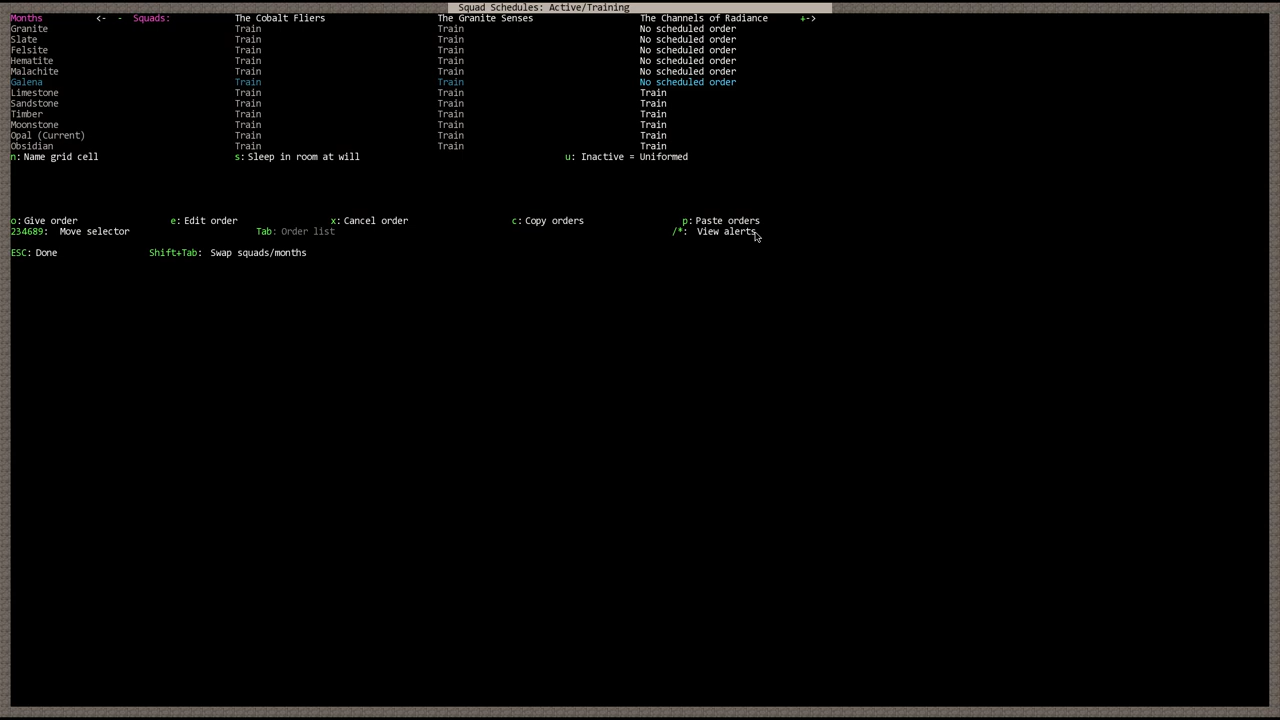 Squad Schedules: Active/Training
Months <- - Squads: The Cobalt Fliers The Granite Senses The Channels of Radiance +->
Granite Train Train No scheduled order
Slate Train Train No scheduled order
Felsite Train Train No scheduled order
Hematite Train Train No scheduled order
Malachite Train Train No scheduled order
Galena Train Train No scheduled order
Limestone Train Train Train
Sandstone Train Train Train
Timber Train Train Train
Moonstone Train Train Train
Opal (Current) Train Train Train
Obsidian Train Train Train
n: Name grid cell s: Sleep in room at will u: Inactive = Uniformed
o: Give order e: Edit order x: Cancel order c: Copy orders p: Paste orders
234689: Move selector Tab: Order list /*: View alerts
ESC: Done Shift+Tab: Swap squads/months